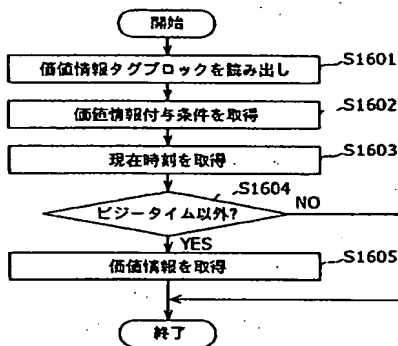 開始
価値情報タグブロックを読み出し
S1601
価値情報付与条件を取得
S1602
現在時刻を取得
S1603
ビジータイム以外?
S1604
NO
YES
価値情報を取得
S1605
終了